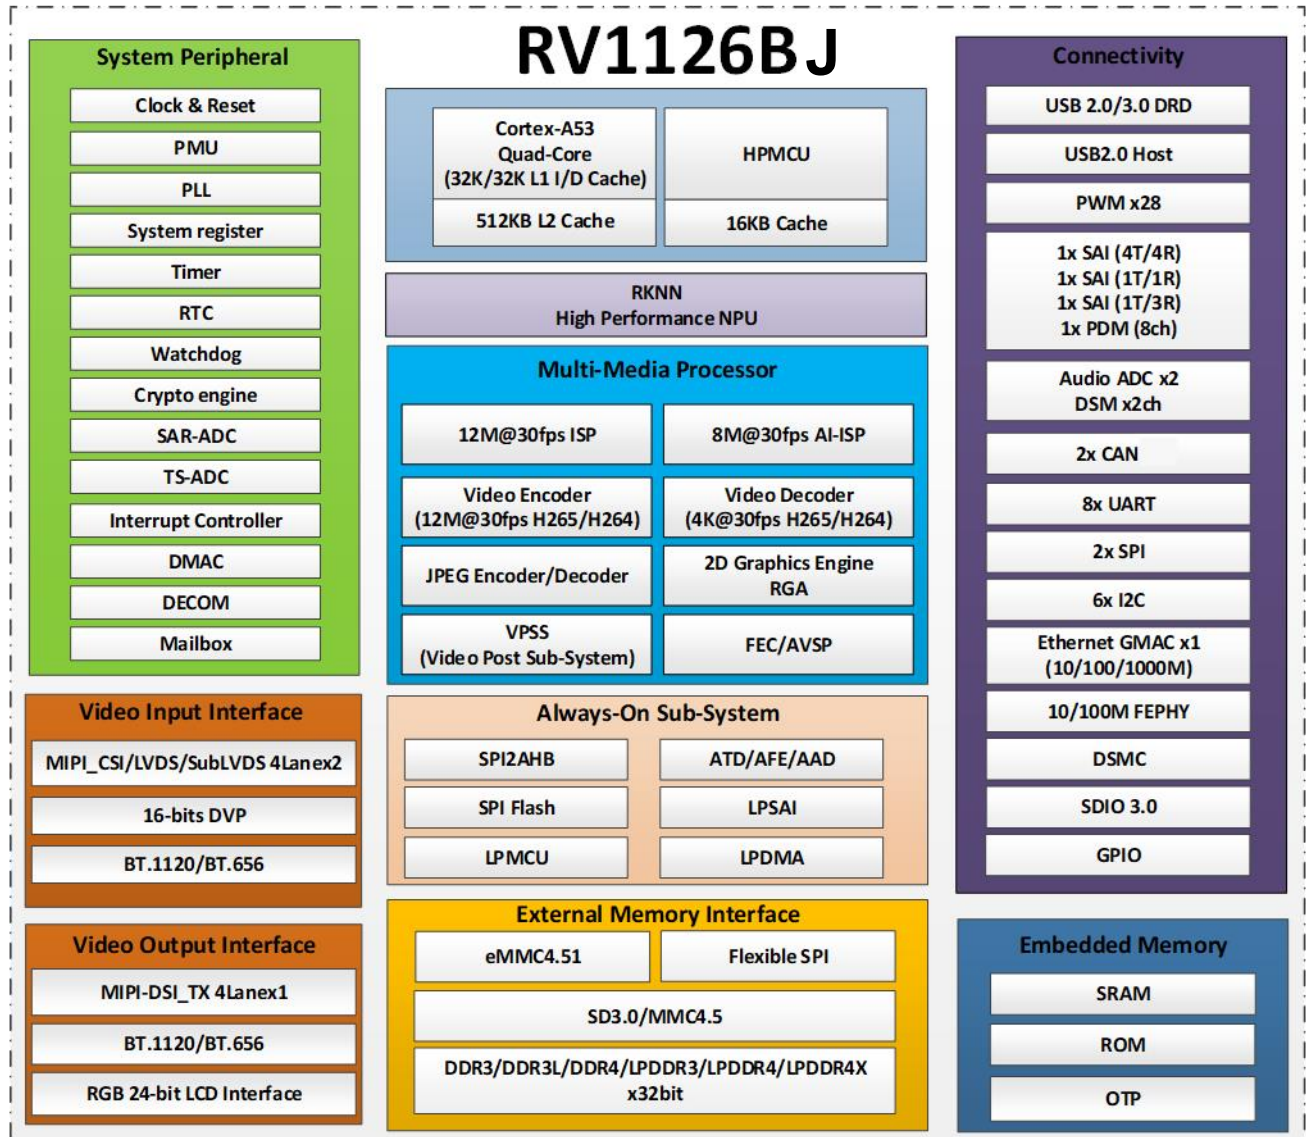 RV1126BJ
System Peripheral
Clock & Reset
PMU
PLL
System register
Timer
RTC
Watchdog
Crypto engine
SAR-ADC
TS-ADC
Interrupt Controller
DMAC
DECOM
Mailbox
Video Input Interface
MIPI_CSI/LVDS/SubLVDS 4Lanex2
16-bits DVP
BT.1120/BT.656
Video Output Interface
MIPI-DSI_TX 4Lanex1
BT.1120/BT.656
RGB 24-bit LCD Interface
Cortex-A53
Quad-Core
(32K/32K L1 I/D Cache)
512KB L2 Cache
HPMCU
16KB Cache
RKNN
High Performance NPU
Multi-Media Processor
12M@30fps ISP
8M@30fps AI-ISP
Video Encoder
(12M@30fps H265/H264)
Video Decoder
(4K@30fps H265/H264)
JPEG Encoder/Decoder
2D Graphics Engine
RGA
VPSS
(Video Post Sub-System)
FEC/AVSP
Always-On Sub-System
SPI2AHB
ATD/AFE/AAD
SPI Flash
LPSAI
LPMCU
LPDMA
External Memory Interface
eMMC4.51
Flexible SPI
SD3.0/MMC4.5
DDR3/DDR3L/DDR4/LPDDR3/LPDDR4/LPDDR4X
x32bit
Connectivity
USB 2.0/3.0 DRD
USB2.0 Host
PWM x28
1x SAI (4T/4R)
1x SAI (1T/1R)
1x SAI (1T/3R)
1x PDM (8ch)
Audio ADC x2
DSM x2ch
2x CAN
8x UART
2x SPI
6x I2C
Ethernet GMAC x1
(10/100/1000M)
10/100M FEPHY
DSMC
SDIO 3.0
GPIO
Embedded Memory
SRAM
ROM
OTP